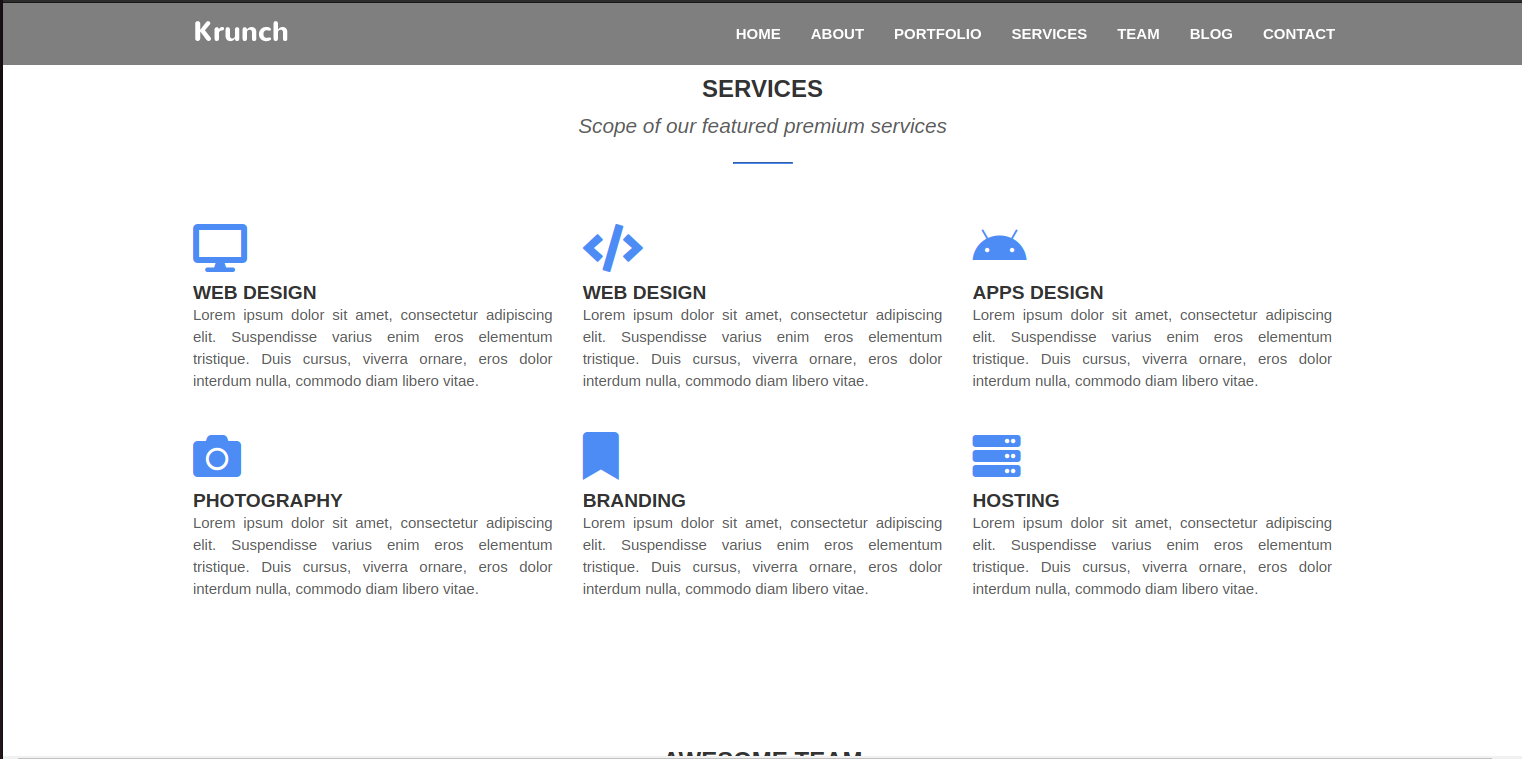 Krunch
HOME ABOUT PORTFOLIO SERVICES TEAM BLOG CONTACT
SERVICES
Scope of our featured premium services
WEB DESIGN
Lorem ipsum dolor sit amet, consectetur adipiscing
elit. Suspendisse varius enim eros elementum
tristique. Duis cursus, viverra ornare, eros dolor
interdum nulla, commodo diam libero vitae.
WEB DESIGN
Lorem ipsum dolor sit amet, consectetur adipiscing
elit. Suspendisse varius enim eros elementum
tristique. Duis cursus, viverra ornare, eros dolor
interdum nulla, commodo diam libero vitae.
APPS DESIGN
Lorem ipsum dolor sit amet, consectetur adipiscing
elit. Suspendisse varius enim eros elementum
tristique. Duis cursus, viverra ornare, eros dolor
interdum nulla, commodo diam libero vitae.
PHOTOGRAPHY
Lorem ipsum dolor sit amet, consectetur adipiscing
elit. Suspendisse varius enim eros elementum
tristique. Duis cursus, viverra ornare, eros dolor
interdum nulla, commodo diam libero vitae.
BRANDING
Lorem ipsum dolor sit amet, consectetur adipiscing
elit. Suspendisse varius enim eros elementum
tristique. Duis cursus, viverra ornare, eros dolor
interdum nulla, commodo diam libero vitae.
HOSTING
Lorem ipsum dolor sit amet, consectetur adipiscing
elit. Suspendisse varius enim eros elementum
tristique. Duis cursus, viverra ornare, eros dolor
interdum nulla, commodo diam libero vitae.
AWESOME TEAM